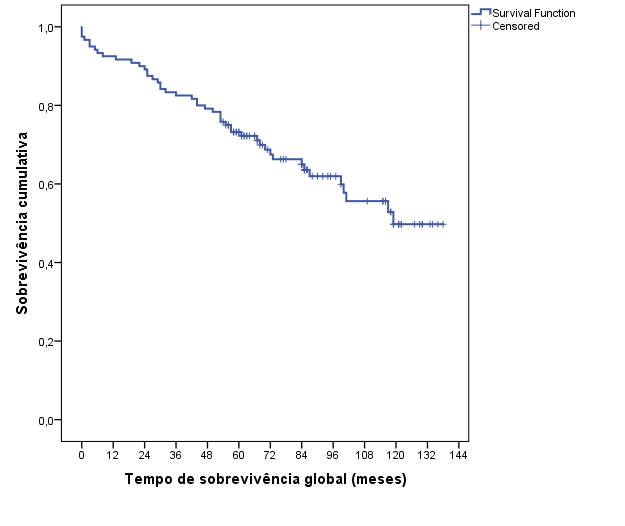 Survival Function
Censored
1,0
0,8
0,6
0,4
0,2
0,0
Sobrevivência cumulativa
0 12 24 36 48 60 72 84 96 108 120 132 144
Tempo de sobrevivência global (meses)